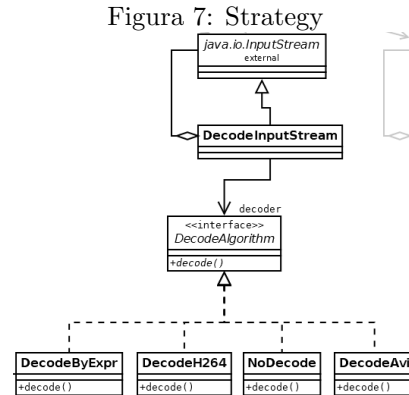 Figura 7: Strategy
java.io.InputStream
external
DecodeInputStream
decoder
<<interface>>
DecodeAlgorithm
+decode()
DecodeByExpr
+decode()
DecodeH264
+decode()
NoDecode
+decode()
DecodeAvi
+decode()